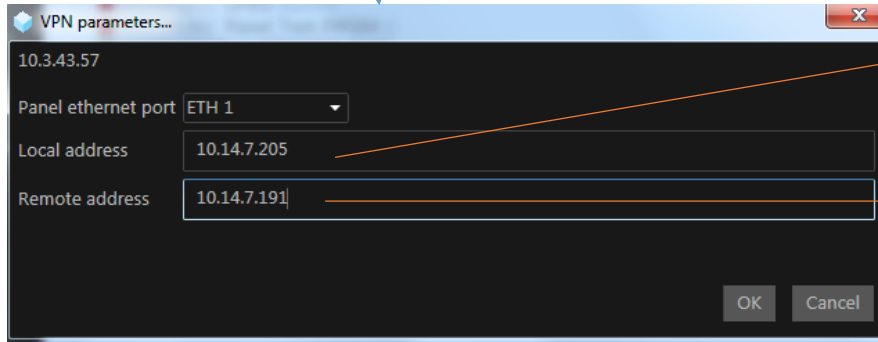 VPN parameters...
10.3.43.57
Panel ethernet port ETH 1
Local address 10.14.7.205
Remote address 10.14.7.191
OK Cancel